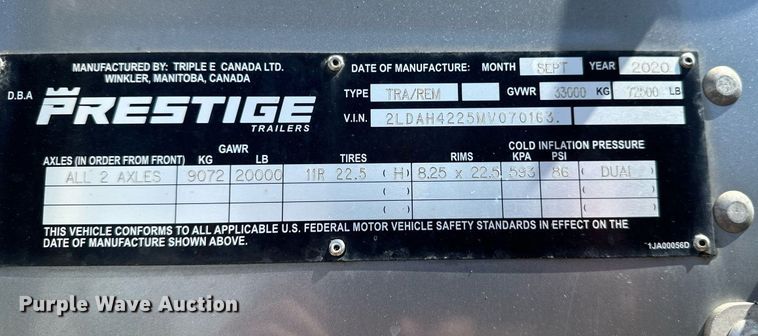 MANUFACTURED BY: TRIPLE E CANADA LTD.
WINKLER, MANITOBA, CANADA
D.B.A PRESTIGE
TRAILERS
DATE OF MANUFACTURE: MONTH SEPT YEAR 2020
TYPE TRA/REM GVWR 33000 KG 72500 LB
V.I.N. 2LDAH4225MV070163.
GAWR COLD INFLATION PRESSURE
AXLES (IN ORDER FROM FRONT) KG LB TIRES RIMS KPA PSI
ALL 2 AXLES 9072 20000 11R 22.5 ( H ) 8.25 x 22.5 593 86 ( DUAL )
( ) ( )
( ) ( )
THIS VEHICLE CONFORMS TO ALL APPLICABLE U.S. FEDERAL MOTOR VEHICLE SAFETY STANDARDS IN EFFECT ON THE
DATE OF MANUFACTURE SHOWN ABOVE.
1JA00056D
Purple Wave Auction